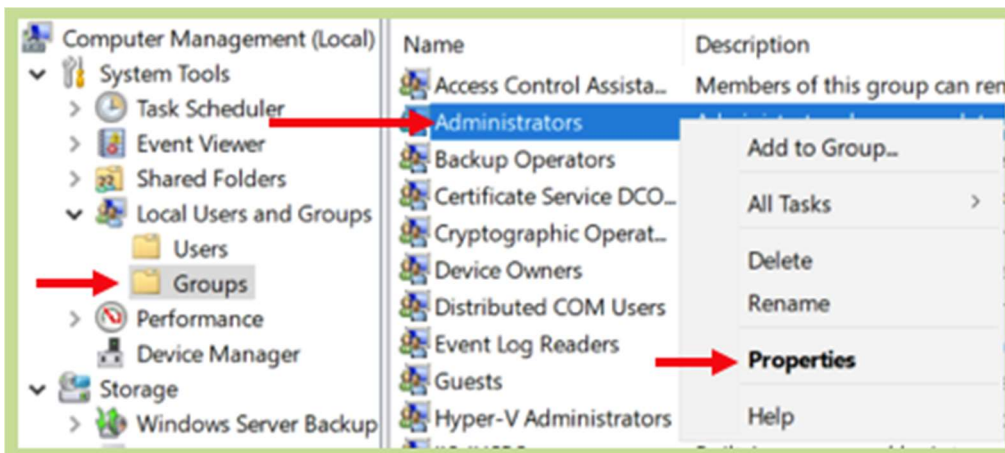 Computer Management (Local)
System Tools
Task Scheduler
Event Viewer
Shared Folders
Local Users and Groups
Users
Groups
Performance
Device Manager
Storage
Windows Server Backup
Name
Description
Access Control Assista...
Members of this group can ren
Administrators
Backup Operators
Certificate Service DCO...
Cryptographic Operat...
Device Owners
Distributed COM Users
Event Log Readers
Guests
Hyper-V Administrators
Add to Group...
All Tasks
Delete
Rename
Properties
Help